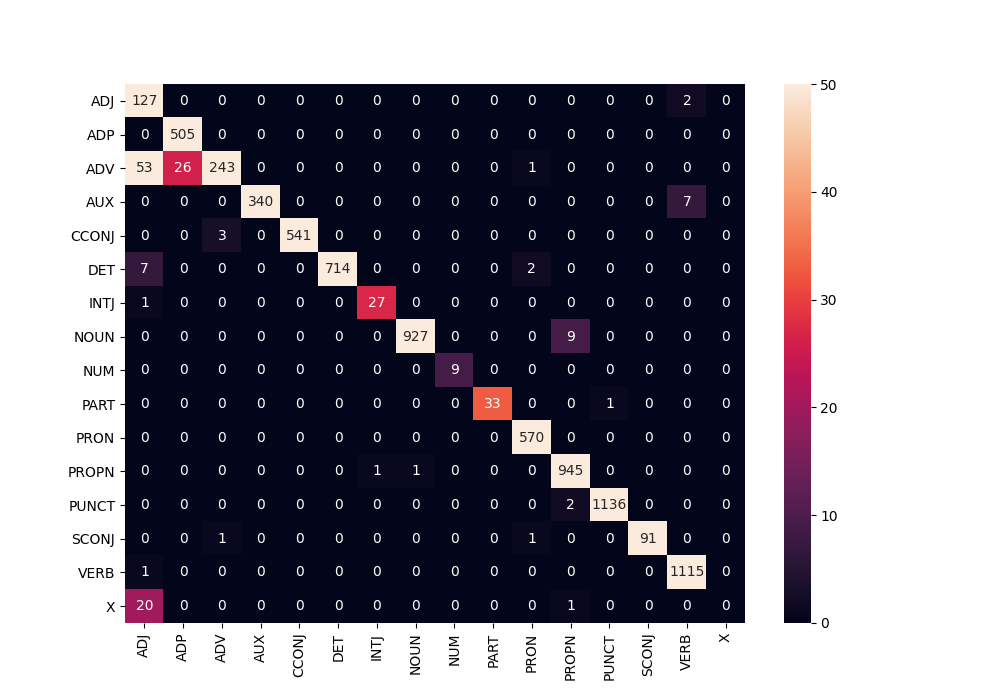 ADJ 127 0 0 0 0 0 0 0 0 0 0 0 0 0 2 0
ADP 0 505 0 0 0 0 0 0 0 0 0 0 0 0 0 0
ADV 53 26 243 0 0 0 0 0 0 0 1 0 0 0 0 0
AUX 0 0 0 340 0 0 0 0 0 0 0 0 0 0 7 0
CCONJ 0 0 3 0 541 0 0 0 0 0 0 0 0 0 0 0
DET 7 0 0 0 0 714 0 0 0 0 2 0 0 0 0 0
INTJ 1 0 0 0 0 0 27 0 0 0 0 0 0 0 0 0
NOUN 0 0 0 0 0 0 0 927 0 0 0 9 0 0 0 0
NUM 0 0 0 0 0 0 0 0 9 0 0 0 0 0 0 0
PART 0 0 0 0 0 0 0 0 0 33 0 0 1 0 0 0
PRON 0 0 0 0 0 0 0 0 0 0 570 0 0 0 0 0
PROPN 0 0 0 0 0 0 1 1 0 0 0 945 0 0 0 0
PUNCT 0 0 0 0 0 0 0 0 0 0 0 2 1136 0 0 0
SCONJ 0 0 1 0 0 0 0 0 0 0 1 0 0 91 0 0
VERB 1 0 0 0 0 0 0 0 0 0 0 0 0 0 1115 0
X 20 0 0 0 0 0 0 0 0 0 0 1 0 0 0 0
ADJ ADP ADV AUX CCONJ DET INTJ NOUN NUM PART PRON PROPN PUNCT SCONJ VERB X
50
40
30
20
10
0